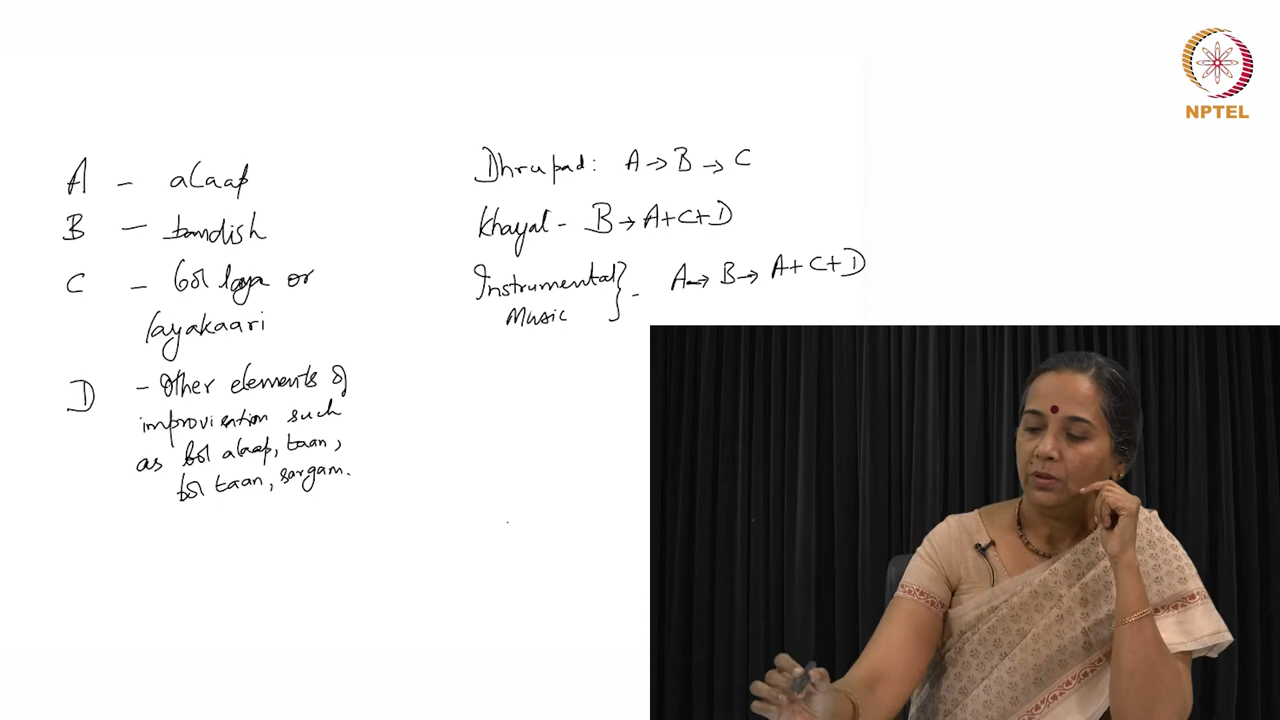 A - alaap
B - bandish
C - bol laya or
layakaari
D - Other elements of
improvisation such
as bol alaap, taan,
bol taan, sargam.
Dhrupad: A → B → C
Khayal - B → A+C+D
Instrumental
Music } - A → B → A+C+D
NPTEL